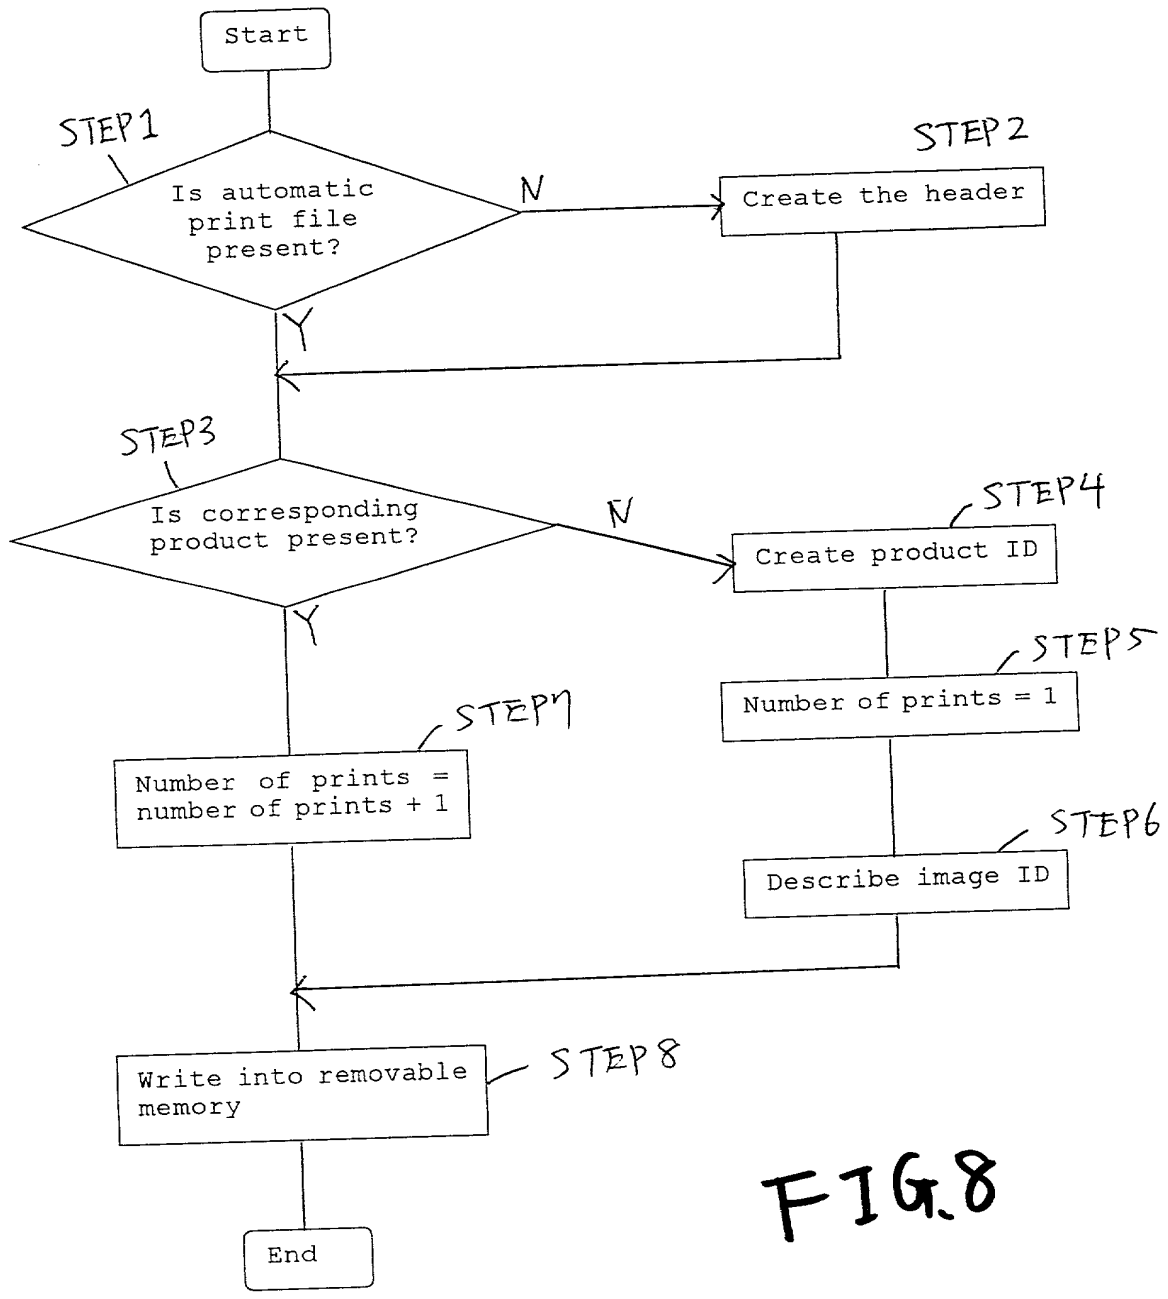 Start
STEP1
STEP2
Is automatic
print file
present?
N
Create the header
Y
STEP3
Is corresponding
product present?
N
STEP4
Create product ID
Y
STEP5
Number of prints = 1
STEP7
Number of prints =
number of prints + 1
STEP6
Describe image ID
STEP8
Write into removable
memory
End
FIG.8